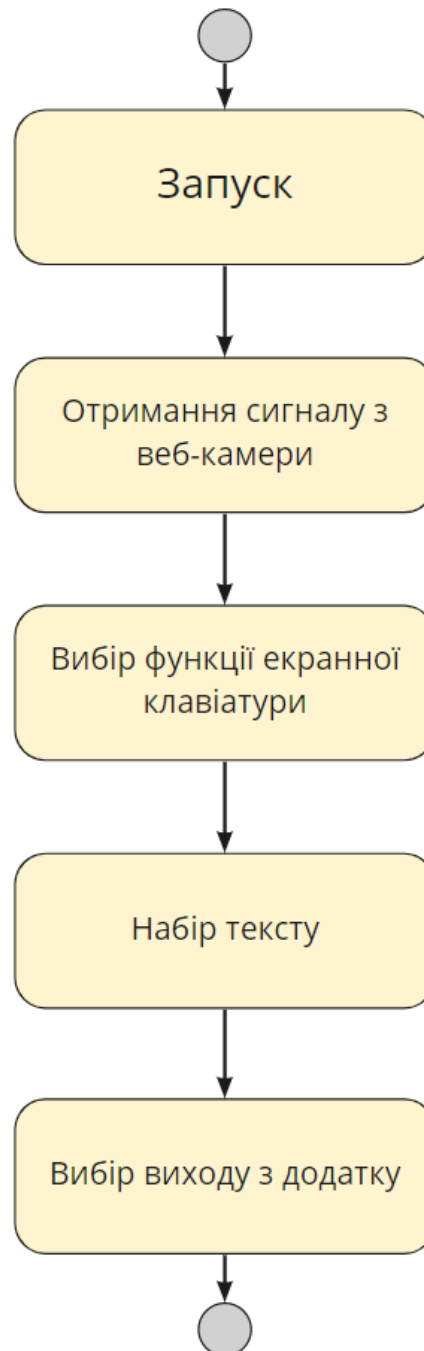 Запуск
Отримання сигналу з
веб-камери
Вибір функції екранної
клавіатури
Набір тексту
Вибір виходу з додатку